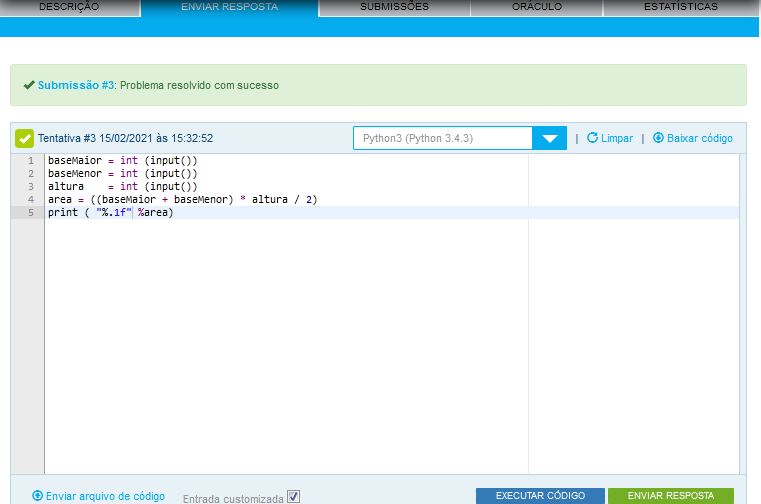 DESCRIÇÃO ENVIAR RESPOSTA SUBMISSÕES ORÁCULO ESTATÍSTICAS
Submissão #3: Problema resolvido com sucesso
Tentativa #3 15/02/2021 às 15:32:52 Python3 (Python 3.4.3) | Limpar | Baixar código
1 baseMaior = int (input())
2 baseMenor = int (input())
3 altura    = int (input())
4 area = ((baseMaior + baseMenor) * altura / 2)
5 print ( "%.1f" %area)
Enviar arquivo de código Entrada customizada EXECUTAR CÓDIGO ENVIAR RESPOSTA